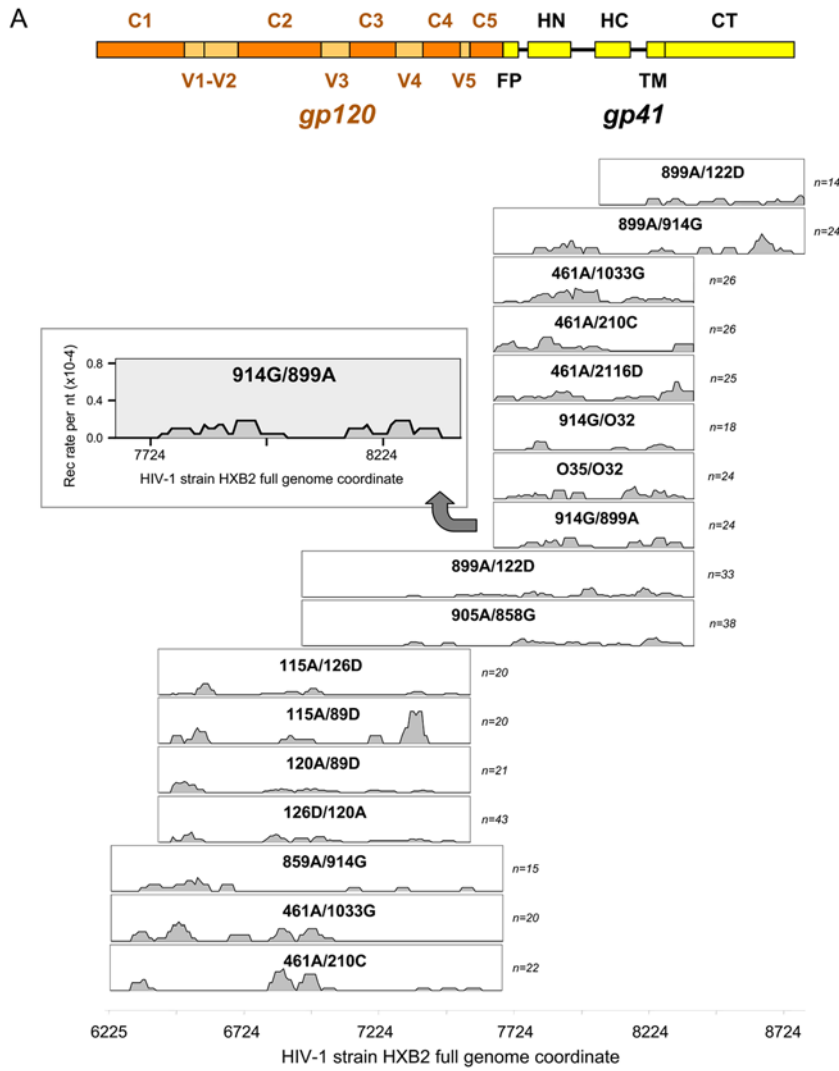 A
C1 C2 C3 C4 C5 HN HC CT
V1-V2 V3 V4 V5 FP TM
gp120 gp41
899A/122D n=14
899A/914G n=24
461A/1033G n=26
461A/210C n=26
461A/2116D n=25
914G/O32 n=18
O35/O32 n=24
914G/899A n=24
Rec rate per nt (x10-4)
0.8
0.4
0.0
914G/899A
7724 8224
HIV-1 strain HXB2 full genome coordinate
899A/122D n=33
905A/858G n=38
115A/126D n=20
115A/89D n=20
120A/89D n=21
126D/120A n=43
859A/914G n=15
461A/1033G n=20
461A/210C n=22
6225 6724 7224 7724 8224 8724
HIV-1 strain HXB2 full genome coordinate